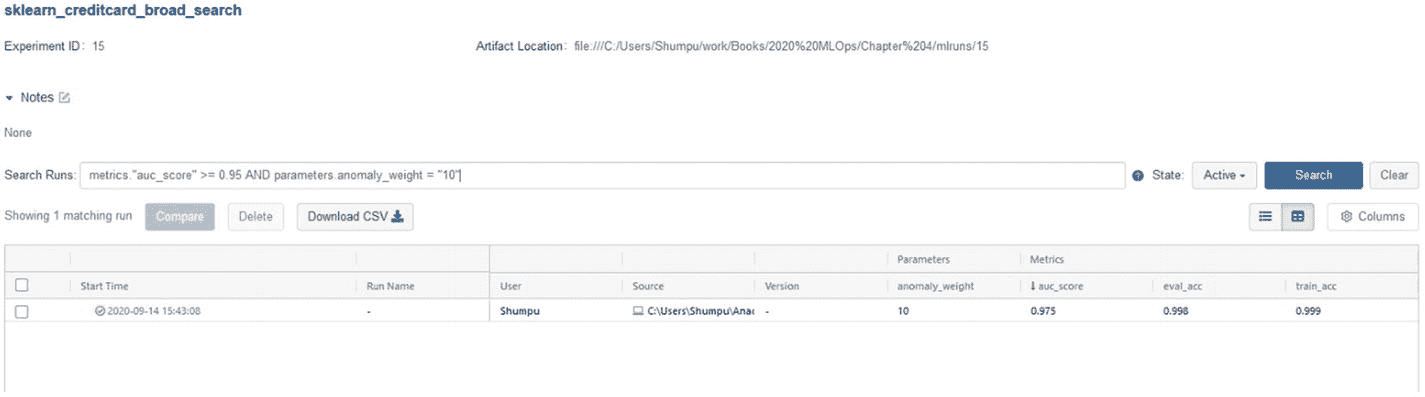 sklearn_creditcard_broad_search
Experiment ID: 15 Artifact Location: file:///C:/Users/Shumpu/work/Books/2020%20MLOps/Chapter%204/mlruns/15
Notes
None
Search Runs: metrics."auc_score" >= 0.95 AND parameters.anomaly_weight = "10" ? State: Active Search Clear
Showing 1 matching run Compare Delete Download CSV Columns
Parameters Metrics
Start Time Run Name User Source Version anomaly_weight ↓ auc_score eval_acc train_acc
2020-09-14 15:43:08 - Shumpu C:\Users\Shumpu\Anac - 10 0.975 0.998 0.999